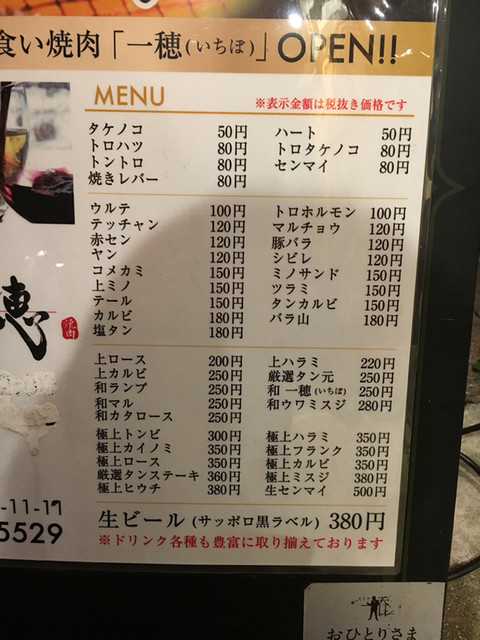 食い焼肉「一穂(いちぼ)」OPEN!!
MENU
※表示金額は税抜き価格です
タケノコ 50円
トロハツ 80円
トントロ 80円
焼きレバー 80円
ハート 50円
トロタケノコ 80円
センマイ 80円
ウルテ 100円
テッチャン 120円
赤セン 120円
ヤン 120円
コメカミ 150円
上ミノ 150円
テール 150円
カルビ 180円
塩タン 180円
トロホルモン 100円
マルチョウ 120円
豚バラ 120円
シビレ 120円
ミノサンド 150円
ツラミ 150円
タンカルビ 150円
バラ山 180円
上ロース 200円
上カルビ 250円
和ランプ 250円
和マル 250円
和カタロース 250円
上ハラミ 220円
厳選タン元 250円
和 一穂(いちぼ) 250円
和ウワミスジ 280円
極上トンビ 300円
極上カイノミ 350円
極上ロース 350円
厳選タンステーキ 360円
極上ヒウチ 380円
極上ハラミ 350円
極上フランク 350円
極上カルビ 350円
極上ミスジ 380円
生センマイ 500円
生ビール(サッポロ黒ラベル) 380円
※ドリンク各種も豊富に取り揃えております
穂
焼肉
-11-17
5529
おひとりさま